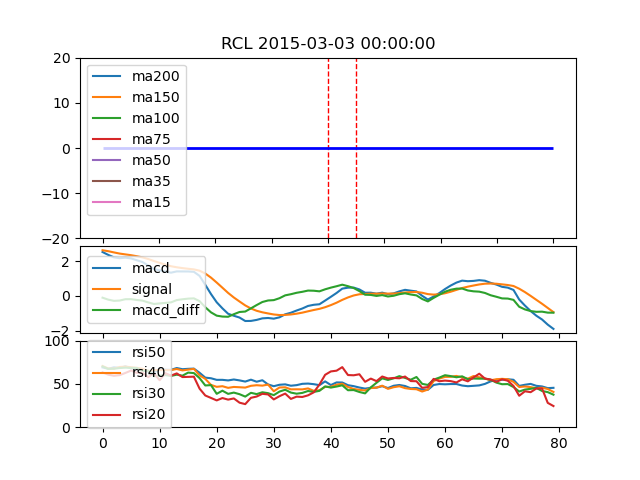 RCL 2015-03-03 00:00:00
20
10
0
−10
−20
ma200
ma150
ma100
ma75
ma50
ma35
ma15
2
0
−2
macd
signal
macd_diff
100
50
0
rsi50
rsi40
rsi30
rsi20
0 10 20 30 40 50 60 70 80